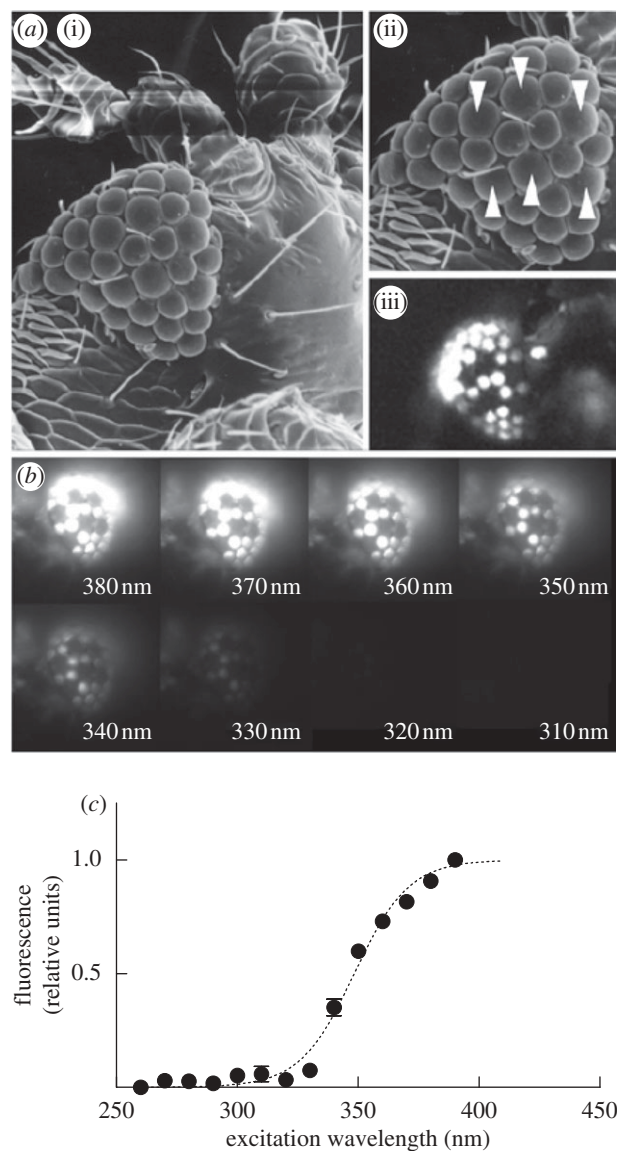 (a) (i)
(ii)
(iii)
(b)
380 nm
370 nm
360 nm
350 nm
340 nm
330 nm
320 nm
310 nm
(c)
1.0
0.5
fluorescence
(relative units)
250
300
350
400
450
excitation wavelength (nm)